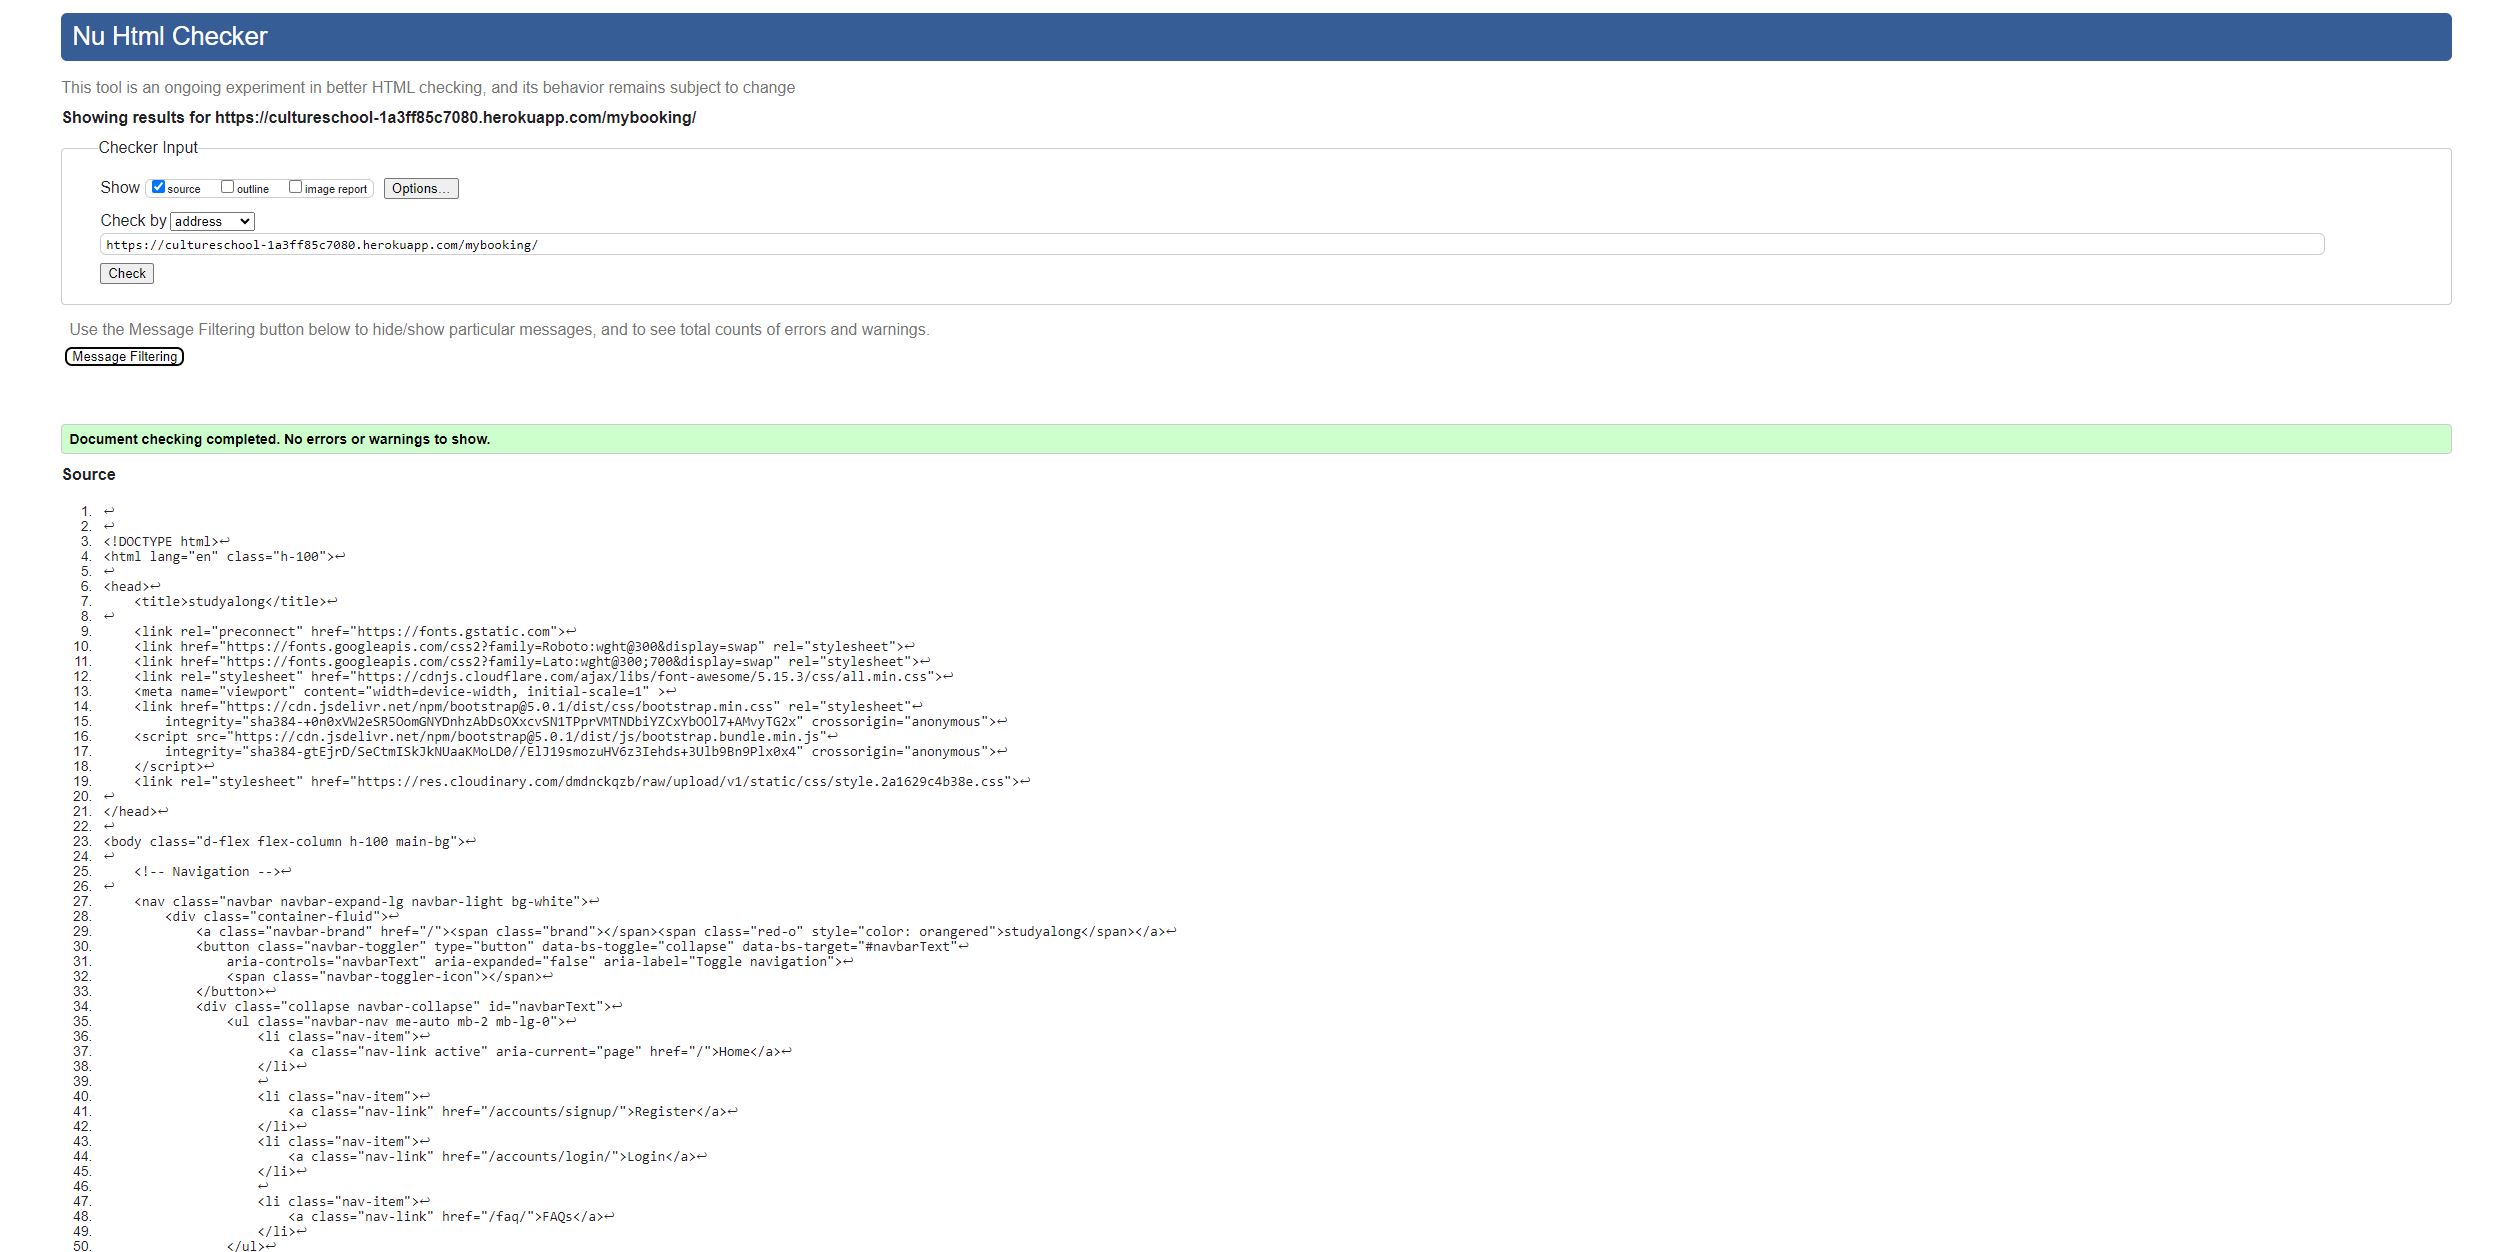 Nu Html Checker
This tool is an ongoing experiment in better HTML checking, and its behavior remains subject to change
Showing results for https://cultureschool-1a3ff85c7080.herokuapp.com/mybooking/
Checker Input
Show source outline image report Options...
Check by address
https://cultureschool-1a3ff85c7080.herokuapp.com/mybooking/
Check
Use the Message Filtering button below to hide/show particular messages, and to see total counts of errors and warnings.
Message Filtering
Document checking completed. No errors or warnings to show.
Source
1. ↩
2. ↩
3. <!DOCTYPE html>↩
4. <html lang="en" class="h-100">↩
5. ↩
6. <head>↩
7.     <title>studyalong</title>↩
8. ↩
9.     <link rel="preconnect" href="https://fonts.gstatic.com">↩
10.     <link href="https://fonts.googleapis.com/css2?family=Roboto:wght@300&display=swap" rel="stylesheet">↩
11.     <link href="https://fonts.googleapis.com/css2?family=Lato:wght@300;700&display=swap" rel="stylesheet">↩
12.     <link rel="stylesheet" href="https://cdnjs.cloudflare.com/ajax/libs/font-awesome/5.15.3/css/all.min.css">↩
13.     <meta name="viewport" content="width=device-width, initial-scale=1" >↩
14.     <link href="https://cdn.jsdelivr.net/npm/bootstrap@5.0.1/dist/css/bootstrap.min.css" rel="stylesheet"↩
15.         integrity="sha384-+0n0xVW2eSR5OomGNYDnhzAbDsOXxcvSN1TPprVMTNDbiYZCxYbOOl7+AMvyTG2x" crossorigin="anonymous">↩
16.     <script src="https://cdn.jsdelivr.net/npm/bootstrap@5.0.1/dist/js/bootstrap.bundle.min.js"↩
17.         integrity="sha384-gtEjrD/SeCtmISkJkNUaaKMoLD0//ElJ19smozuHV6z3Iehds+3Ulb9Bn9Plx0x4" crossorigin="anonymous">↩
18.     </script>↩
19.     <link rel="stylesheet" href="https://res.cloudinary.com/dmdnckqzb/raw/upload/v1/static/css/style.2a1629c4b38e.css">↩
20. ↩
21. </head>↩
22. ↩
23. <body class="d-flex flex-column h-100 main-bg">↩
24. ↩
25.     <!-- Navigation -->↩
26. ↩
27.     <nav class="navbar navbar-expand-lg navbar-light bg-white">↩
28.         <div class="container-fluid">↩
29.             <a class="navbar-brand" href="/"><span class="brand"></span><span class="red-o" style="color: orangered">studyalong</span></a>↩
30.             <button class="navbar-toggler" type="button" data-bs-toggle="collapse" data-bs-target="#navbarText"↩
31.                 aria-controls="navbarText" aria-expanded="false" aria-label="Toggle navigation">↩
32.                 <span class="navbar-toggler-icon"></span>↩
33.             </button>↩
34.             <div class="collapse navbar-collapse" id="navbarText">↩
35.                 <ul class="navbar-nav me-auto mb-2 mb-lg-0">↩
36.                     <li class="nav-item">↩
37.                         <a class="nav-link active" aria-current="page" href="/">Home</a>↩
38.                     </li>↩
39.                     ↩
40.                     <li class="nav-item">↩
41.                         <a class="nav-link" href="/accounts/signup/">Register</a>↩
42.                     </li>↩
43.                     <li class="nav-item">↩
44.                         <a class="nav-link" href="/accounts/login/">Login</a>↩
45.                     </li>↩
46.                     ↩
47.                     <li class="nav-item">↩
48.                         <a class="nav-link" href="/faq/">FAQs</a>↩
49.                     </li>↩
50.                 </ul>↩